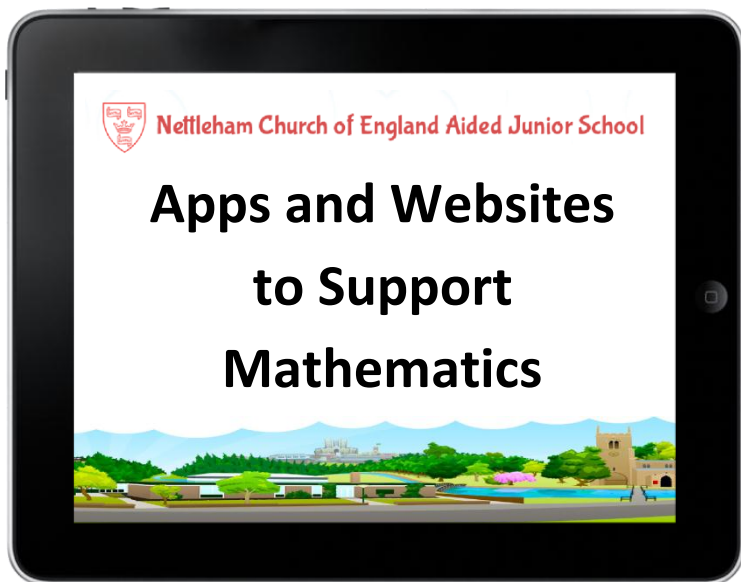 Nettleham Church of England Aided Junior School
Apps and Websites
to Support
Mathematics